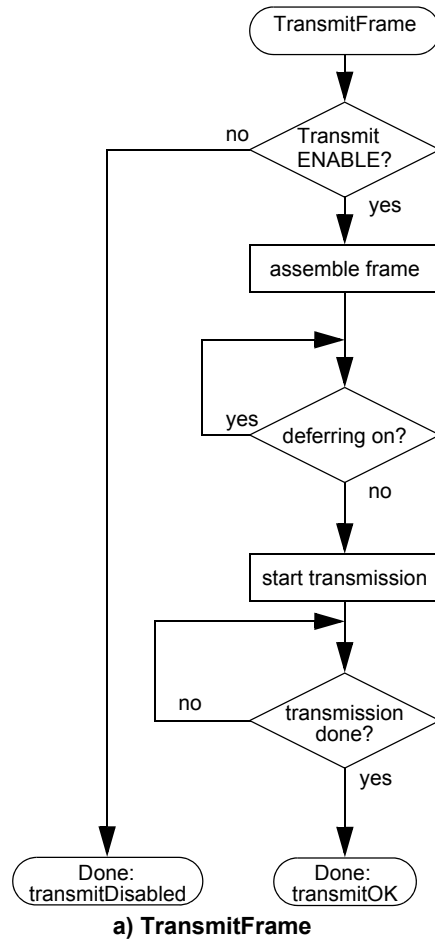 TransmitFrame
no
Transmit
ENABLE?
yes
assemble frame
yes
deferring on?
no
start transmission
no
transmission
done?
yes
Done:
transmitDisabled
Done:
transmitOK
a) TransmitFrame